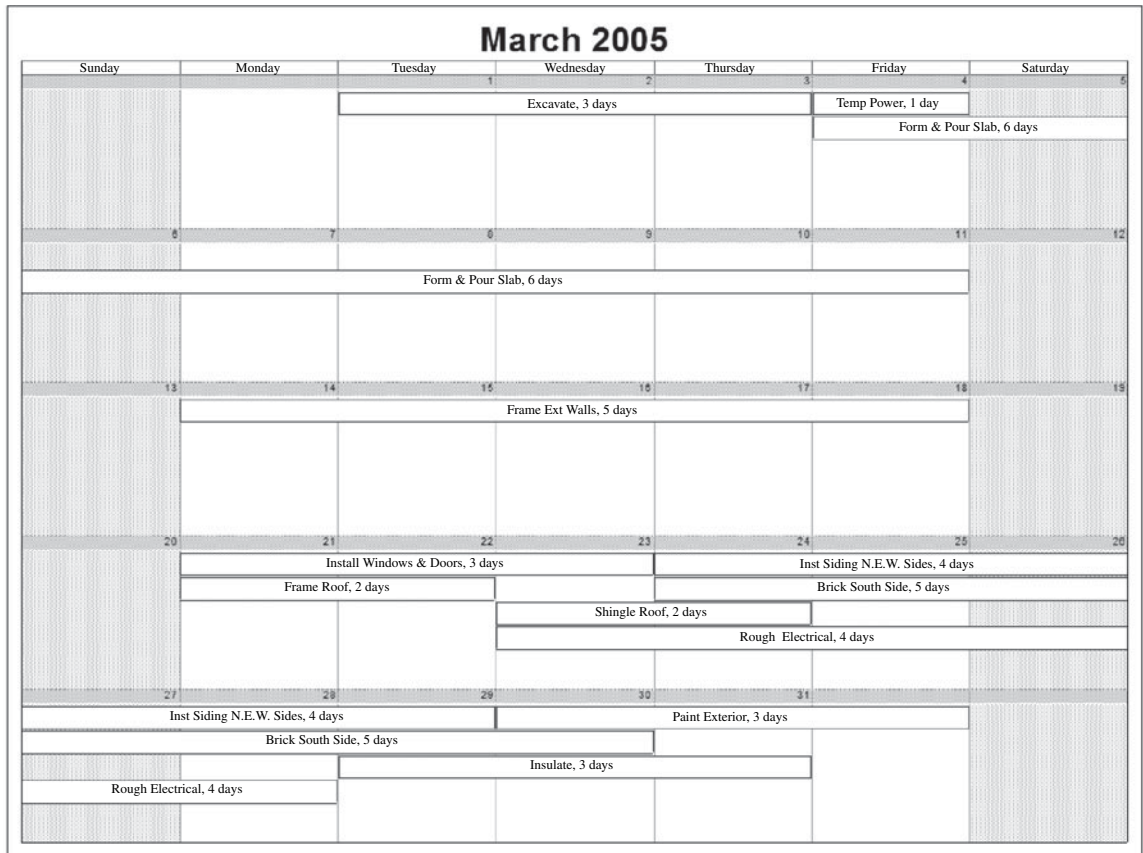 March 2005
Sunday Monday Tuesday Wednesday Thursday Friday Saturday
1 2 3 4 5
Excavate, 3 days Temp Power, 1 day
Form & Pour Slab, 6 days
6 7 8 9 10 11 12
Form & Pour Slab, 6 days
13 14 15 16 17 18 19
Frame Ext Walls, 5 days
20 21 22 23 24 25 26
Install Windows & Doors, 3 days Inst Siding N.E.W. Sides, 4 days
Frame Roof, 2 days Brick South Side, 5 days
Shingle Roof, 2 days
Rough Electrical, 4 days
27 28 29 30 31
Inst Siding N.E.W. Sides, 4 days Paint Exterior, 3 days
Brick South Side, 5 days
Insulate, 3 days
Rough Electrical, 4 days